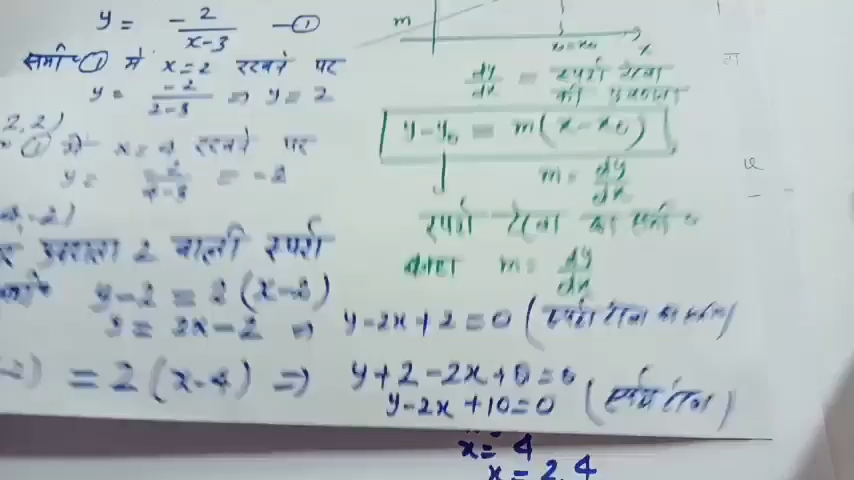 y = -2/(x-3) —①
समी० ① में x=2 रखने पर
y = -2/(2-3) ⇒ y = 2
2,2)
① में x=4 रखने पर
y = -2/(4-3) = -2
-2)
2 वाली स्पर्श
y-2 = 2(x-2)
= 2x-2 ⇒ y-2x+2=0 (स्पर्श रेखा का
= 2(x-4) ⇒ y+2-2x+8=0
y-2x+10=0 (स्पर्श रेखा)
m
x=x₀
x
dy/dx = स्पर्श रेखा
की प्रवणता
y-y₀ = m(x-x₀)
m = dy/dx
स्पर्श रेखा का समी०
जहा m = dy/dx
x = 4
x = 2,4